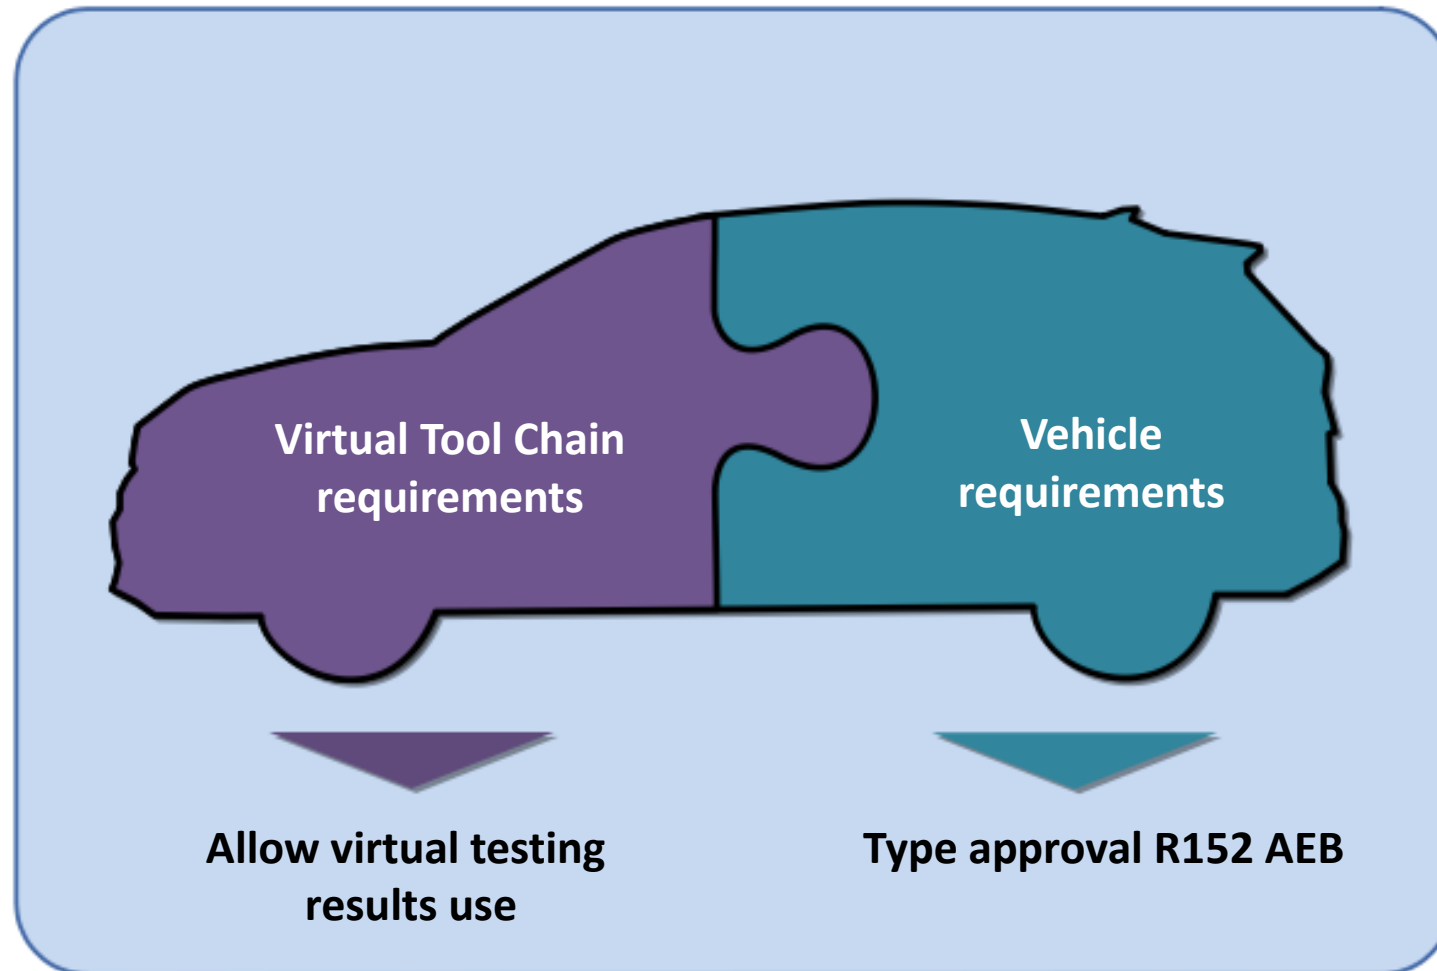 Virtual Tool Chain
requirements
Vehicle
requirements
Allow virtual testing
results use
Type approval R152 AEB